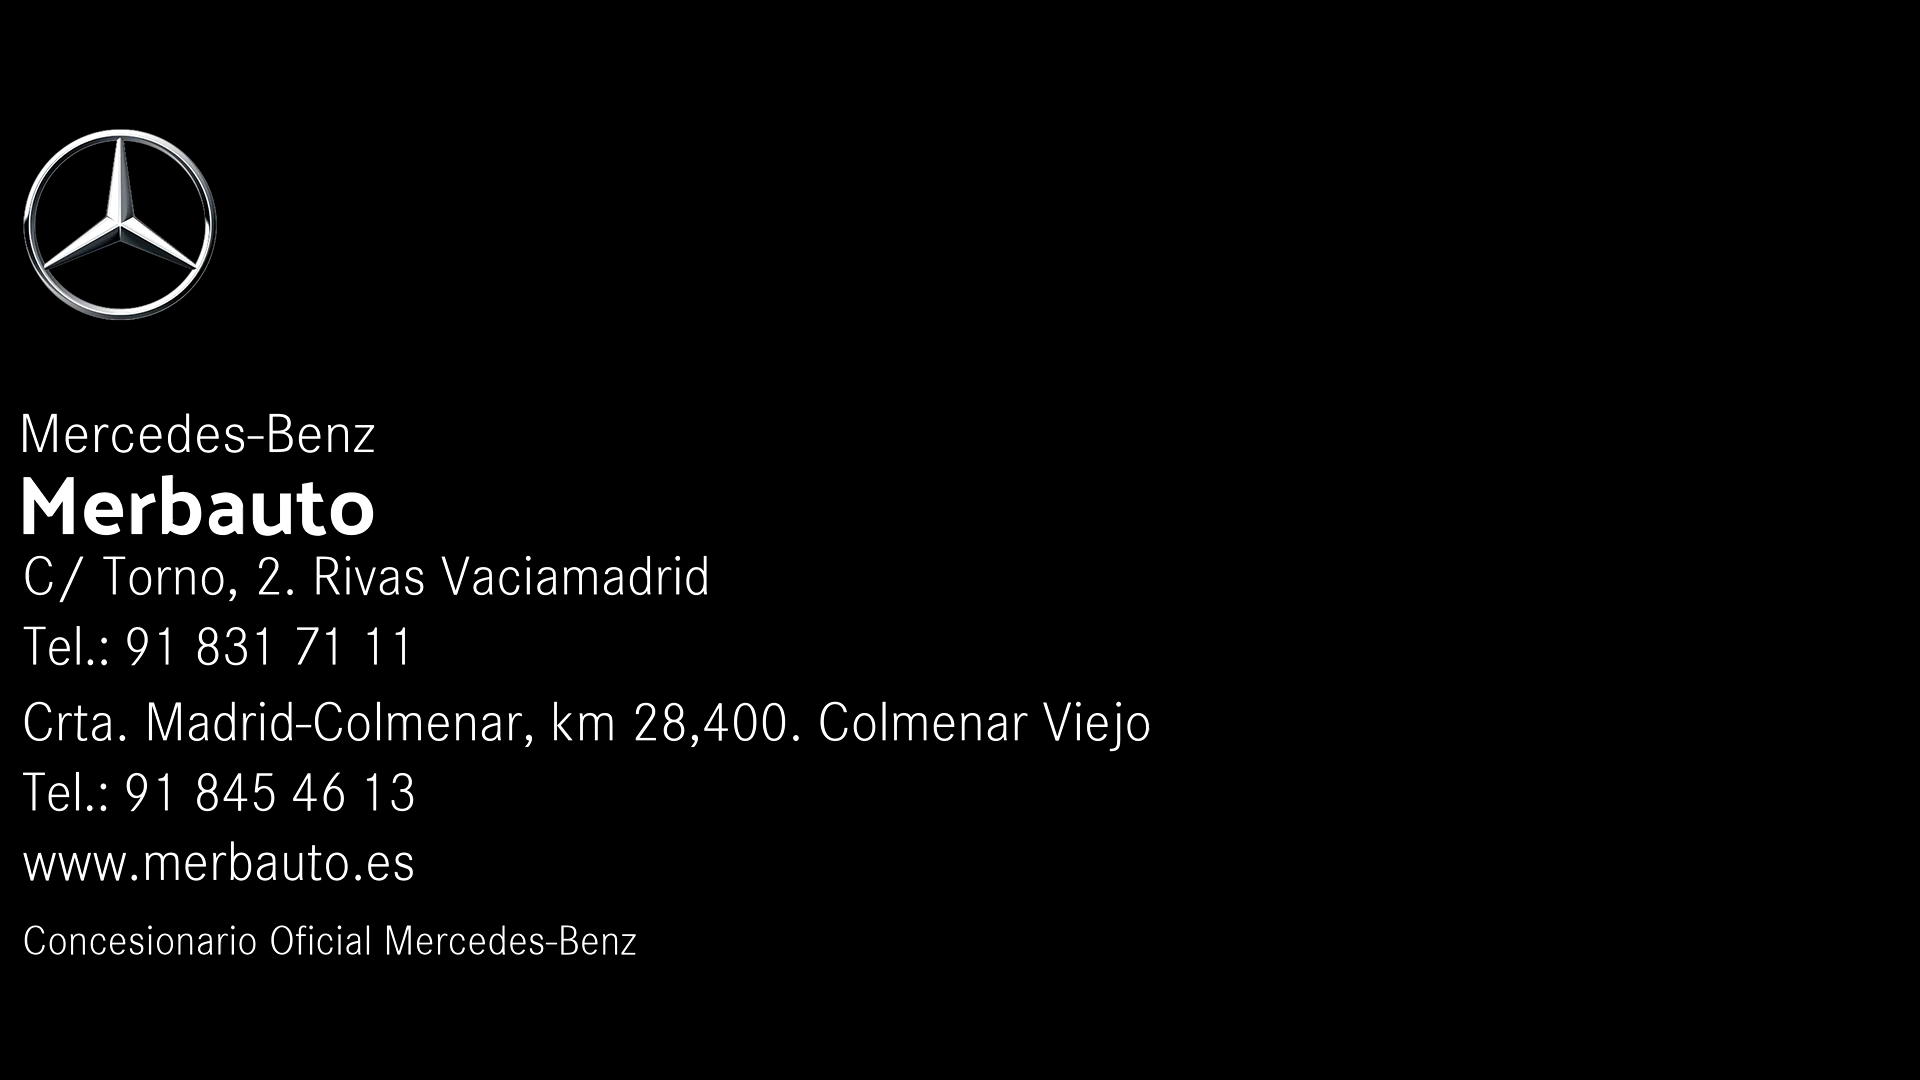 Mercedes-Benz
Merbauto
C/ Torno, 2. Rivas Vaciamadrid
Tel.: 91 831 71 11
Crta. Madrid-Colmenar, km 28,400. Colmenar Viejo
Tel.: 91 845 46 13
www.merbauto.es
Concesionario Oficial Mercedes-Benz